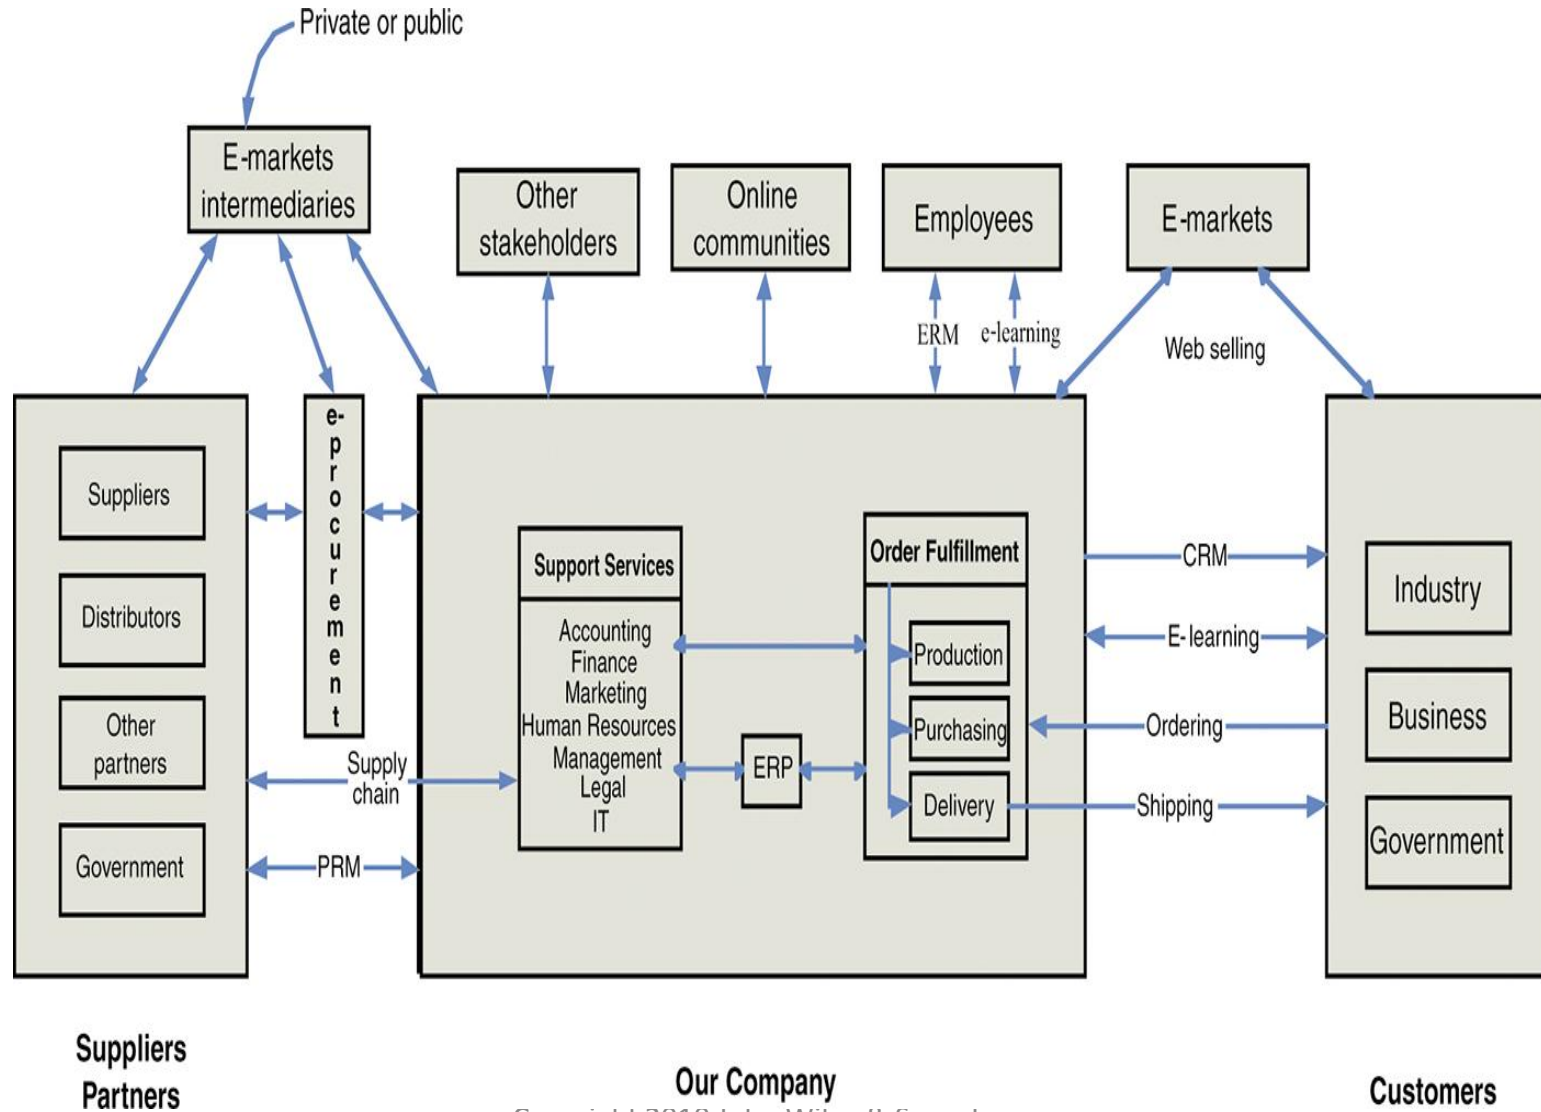 Private or public
E-markets
intermediaries
Other
stakeholders
Online
communities
Employees
E-markets
ERM
e-learning
Web selling
e-procurement
Suppliers
Distributors
Other
partners
Government
Supply
chain
PRM
Support Services
Accounting
Finance
Marketing
Human Resources
Management
Legal
IT
ERP
Order Fulfillment
Production
Purchasing
Delivery
CRM
E-learning
Ordering
Shipping
Industry
Business
Government
Suppliers
Partners
Our Company
Customers